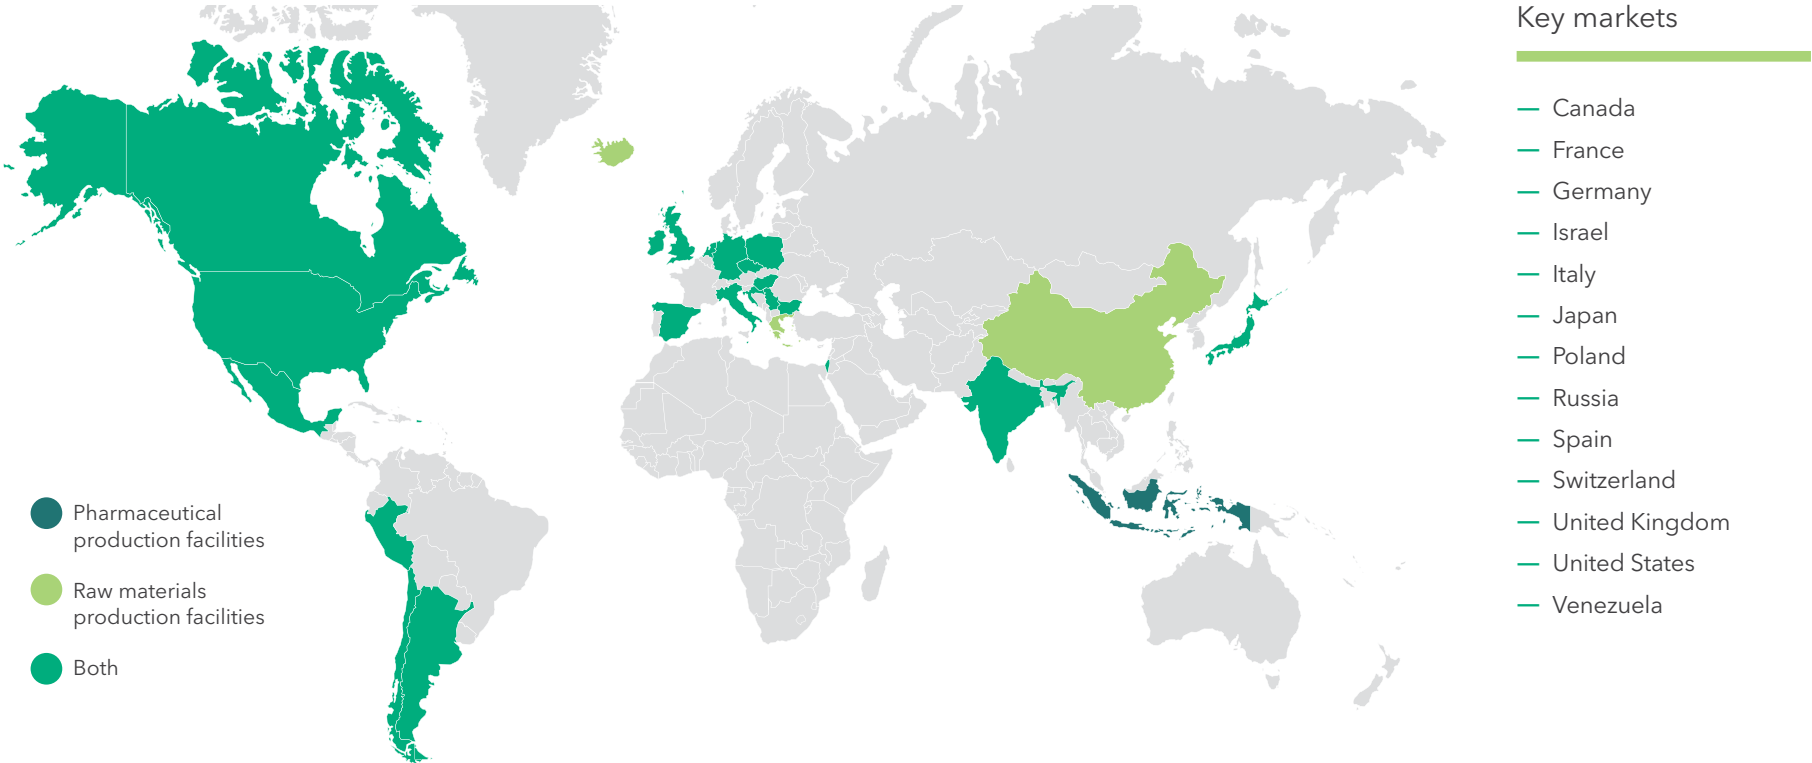 Key markets
Canada
France
Germany
Israel
Italy
Japan
Poland
Russia
Spain
Switzerland
United Kingdom
United States
Venezuela
Pharmaceutical
production facilities
Raw materials
production facilities
Both